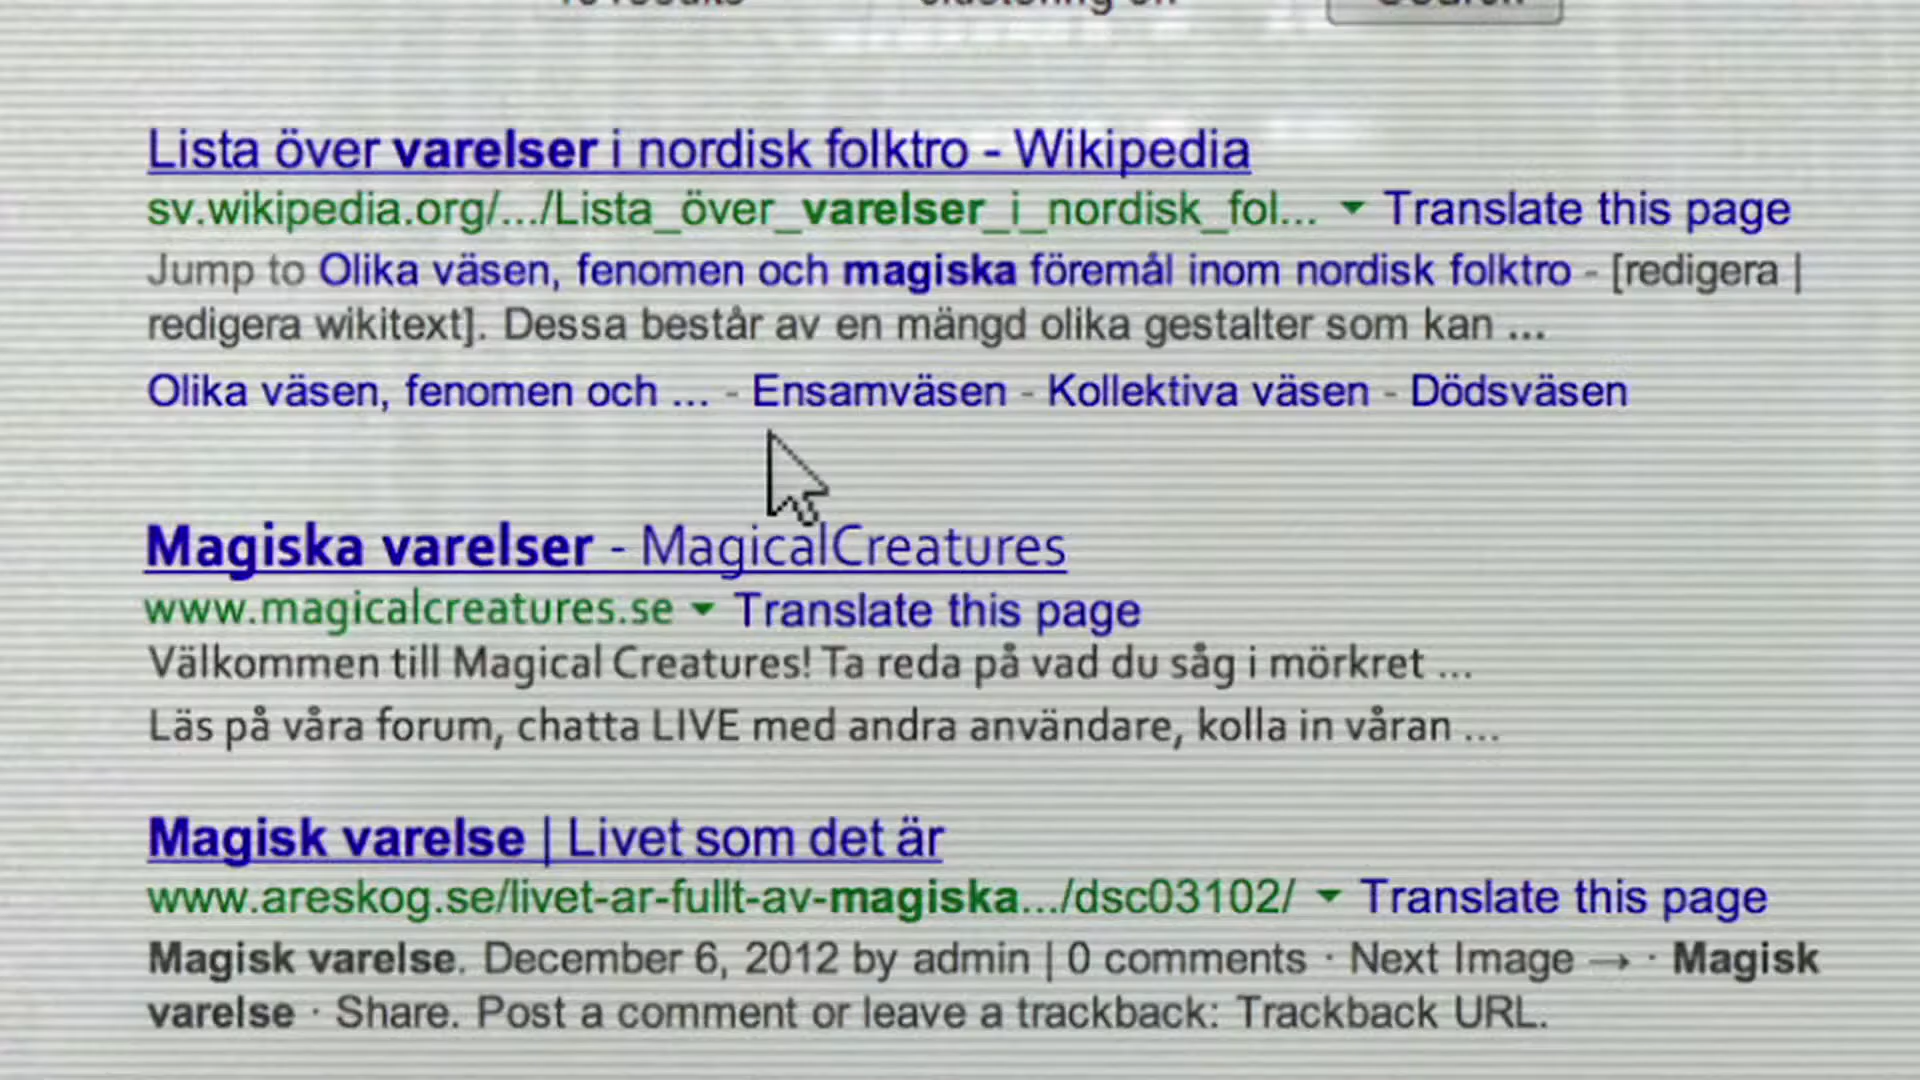 Lista över varelser i nordisk folktro - Wikipedia
sv.wikipedia.org/.../Lista_över_varelser_i_nordisk_fol... ▼ Translate this page
Jump to Olika väsen, fenomen och magiska föremål inom nordisk folktro - [redigera |
redigera wikitext]. Dessa består av en mängd olika gestalter som kan ...
Olika väsen, fenomen och ... - Ensamväsen - Kollektiva väsen - Dödsväsen
Magiska varelser - MagicalCreatures
www.magicalcreatures.se ▼ Translate this page
Välkommen till Magical Creatures! Ta reda på vad du såg i mörkret ...
Läs på våra forum, chatta LIVE med andra användare, kolla in våran ...
Magisk varelse | Livet som det är
www.areskog.se/livet-ar-fullt-av-magiska.../dsc03102/ ▼ Translate this page
Magisk varelse. December 6, 2012 by admin | 0 comments · Next Image → · Magisk
varelse · Share. Post a comment or leave a trackback: Trackback URL.